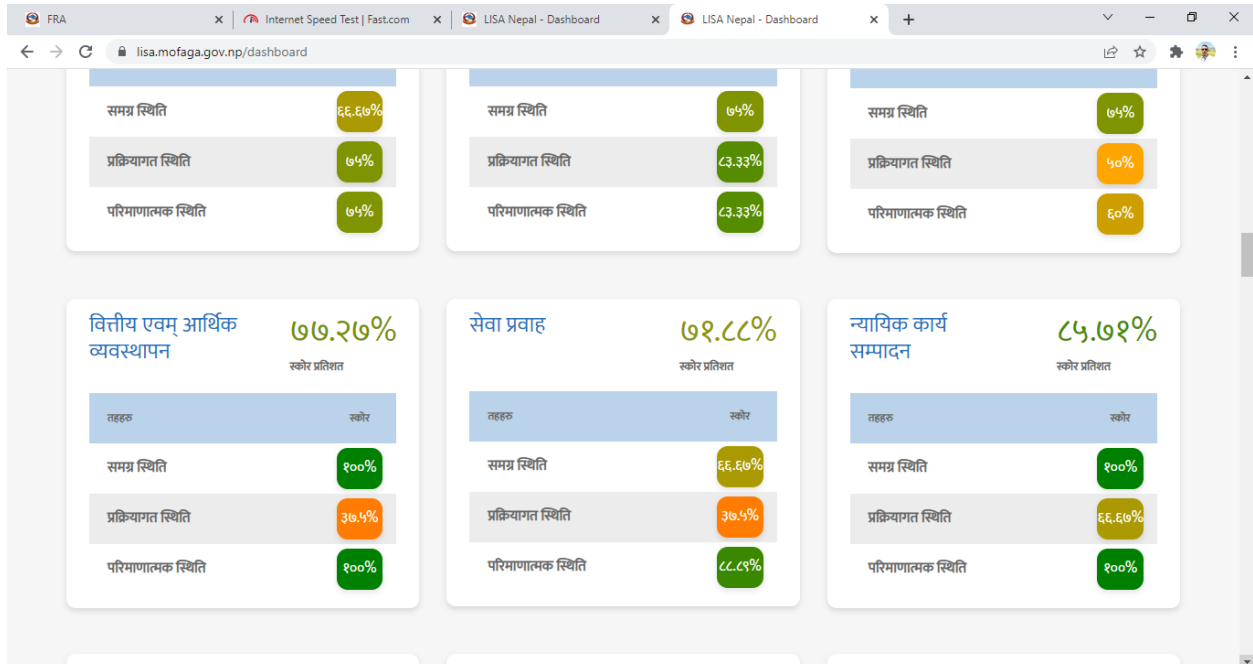 FRA
Internet Speed Test | Fast.com
LISA Nepal - Dashboard
LISA Nepal - Dashboard
lisa.mofaga.gov.np/dashboard
समग्र स्थिति ६६.६७%
प्रक्रियागत स्थिति ७५%
परिमाणात्मक स्थिति ७५%
समग्र स्थिति ७५%
प्रक्रियागत स्थिति ८३.३३%
परिमाणात्मक स्थिति ८३.३३%
समग्र स्थिति ७५%
प्रक्रियागत स्थिति ५०%
परिमाणात्मक स्थिति ६०%
वित्तीय एवम् आर्थिक
व्यवस्थापन
७७.२७%
स्कोर प्रतिशत
तहहरु स्कोर
समग्र स्थिति १००%
प्रक्रियागत स्थिति ३७.५%
परिमाणात्मक स्थिति १००%
सेवा प्रवाह
७१.८८%
स्कोर प्रतिशत
तहहरु स्कोर
समग्र स्थिति ६६.६७%
प्रक्रियागत स्थिति ३७.५%
परिमाणात्मक स्थिति ८८.८९%
न्यायिक कार्य
सम्पादन
८५.७१%
स्कोर प्रतिशत
तहहरु स्कोर
समग्र स्थिति १००%
प्रक्रियागत स्थिति ६६.६७%
परिमाणात्मक स्थिति १००%